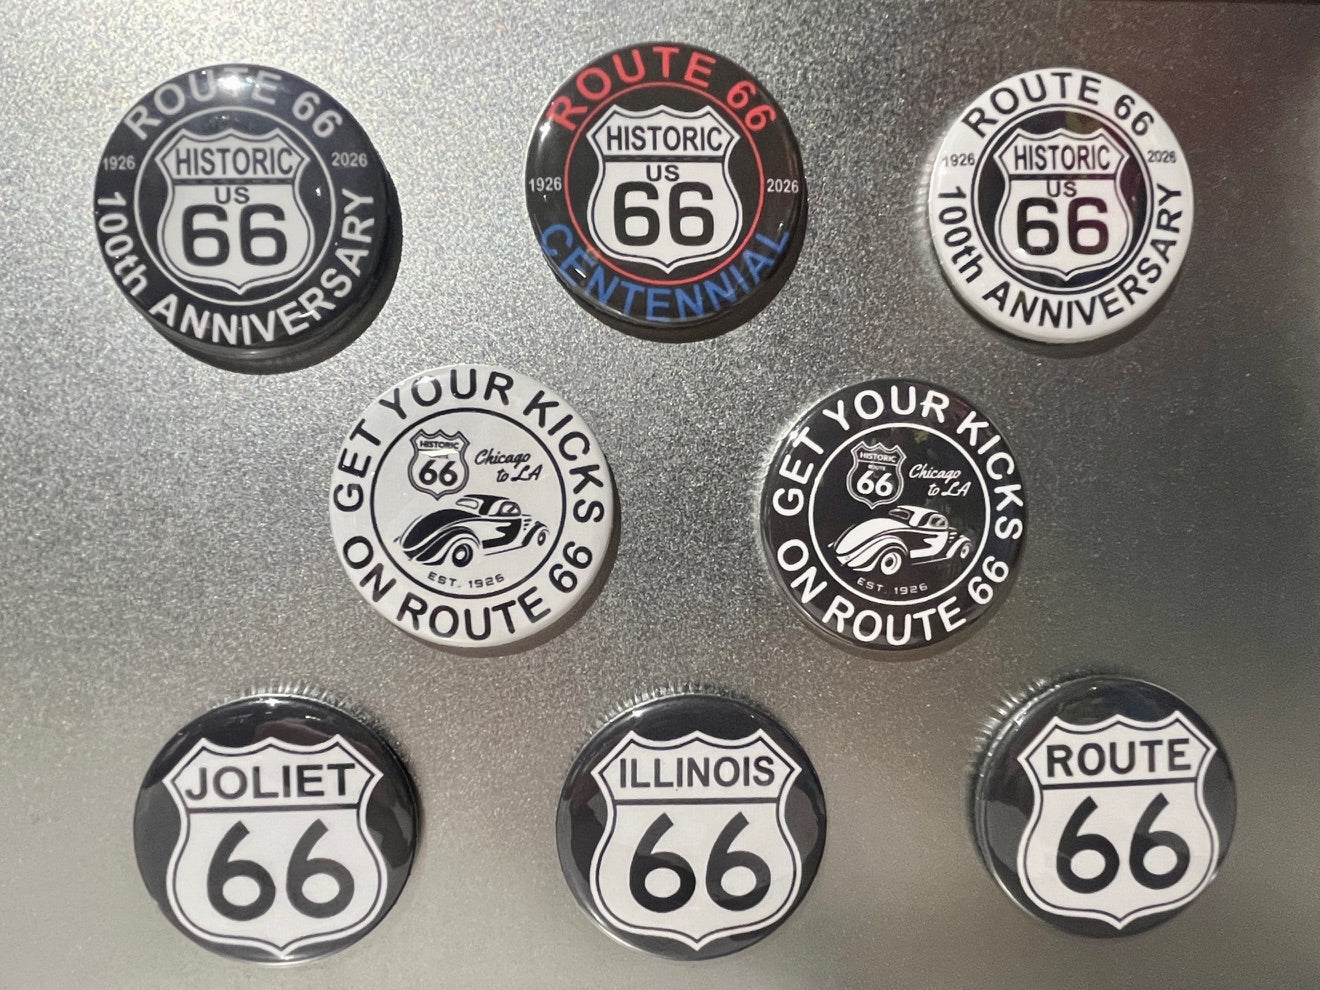 ROUTE 66
1926 2026
HISTORIC
US
66
100th ANNIVERSARY
ROUTE 66
1926 2026
HISTORIC
US
66
CENTENNIAL
ROUTE 66
1926 2026
HISTORIC
US
66
100th ANNIVERSARY
GET YOUR KICKS
HISTORIC
66
Chicago
to LA
EST. 1926
ON ROUTE 66
GET YOUR KICKS
HISTORIC
ROUTE
66
Chicago
to LA
EST. 1926
ON ROUTE 66
JOLIET
66
ILLINOIS
66
ROUTE
66